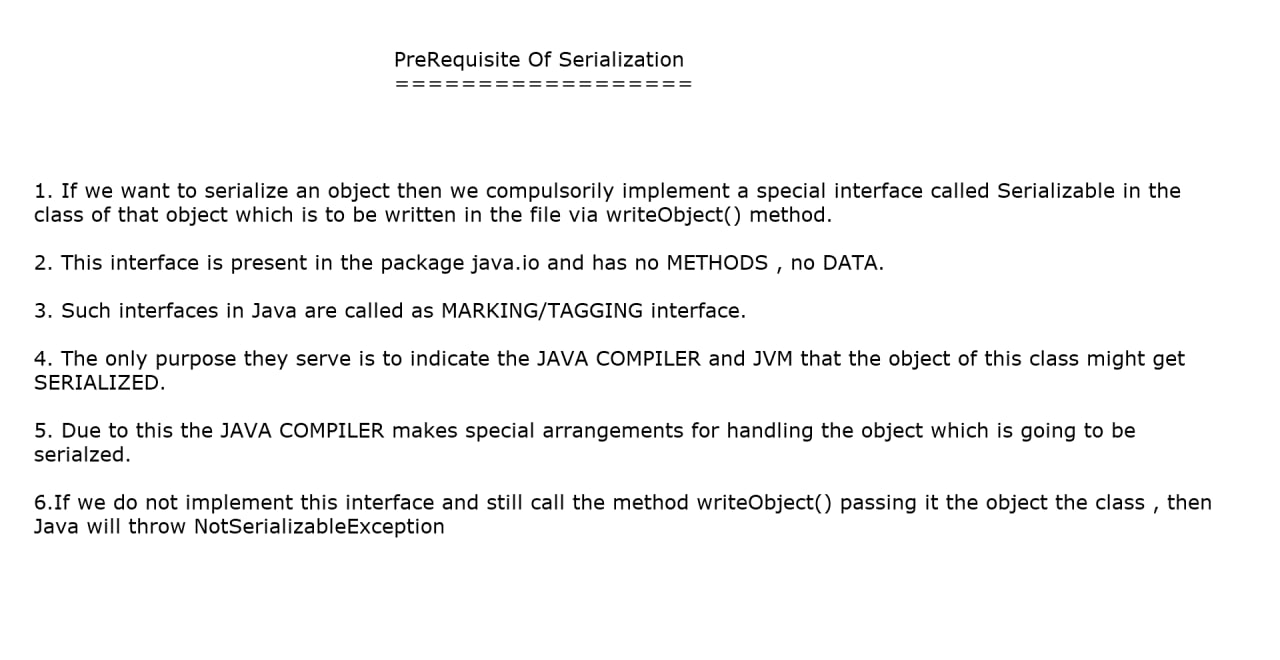 PreRequisite Of Serialization
==================
1. If we want to serialize an object then we compulsorily implement a special interface called Serializable in the
class of that object which is to be written in the file via writeObject() method.
2. This interface is present in the package java.io and has no METHODS , no DATA.
3. Such interfaces in Java are called as MARKING/TAGGING interface.
4. The only purpose they serve is to indicate the JAVA COMPILER and JVM that the object of this class might get
SERIALIZED.
5. Due to this the JAVA COMPILER makes special arrangements for handling the object which is going to be
serialzed.
6.If we do not implement this interface and still call the method writeObject() passing it the object the class , then
Java will throw NotSerializableException